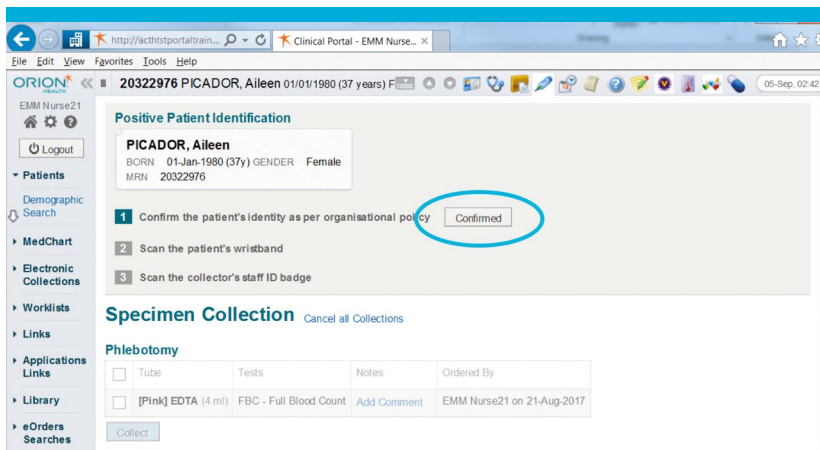 http://acthtstportaltrain...
Clinical Portal - EMM Nurse...
File Edit View Favorites Tools Help
ORION HEALTH
20322976 PICADOR, Aileen 01/01/1980 (37 years) F
05-Sep, 02:42
EMM Nurse21
Logout
Patients
Demographic
Search
MedChart
Electronic
Collections
Worklists
Links
Applications
Links
Library
eOrders
Searches
Positive Patient Identification
PICADOR, Aileen
BORN 01-Jan-1980 (37y) GENDER Female
MRN 20322976
1 Confirm the patient's identity as per organisational policy Confirmed
2 Scan the patient's wristband
3 Scan the collector's staff ID badge
Specimen Collection Cancel all Collections
Phlebotomy
Tube Tests Notes Ordered By
[Pink] EDTA (4 ml) FBC - Full Blood Count Add Comment EMM Nurse21 on 21-Aug-2017
Collect